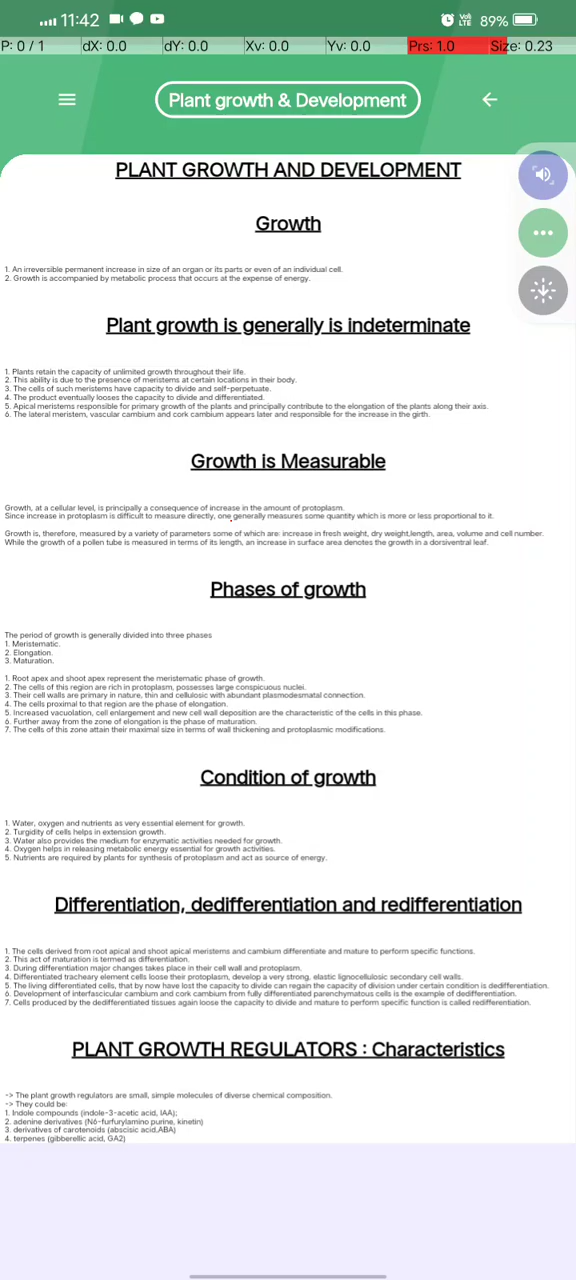 11:42
Vo) LTE 89%
P: 0 / 1 dX: 0.0 dY: 0.0 Xv: 0.0 Yv: 0.0 Prs: 1.0 Size: 0.23
Plant growth & Development
PLANT GROWTH AND DEVELOPMENT
Growth
1. An irreversible permanent increase in size of an organ or its parts or even of an individual cell.
2. Growth is accompanied by metabolic process that occurs at the expense of energy.
Plant growth is generally is indeterminate
1. Plants retain the capacity of unlimited growth throughout their life.
2. This ability is due to the presence of meristems at certain locations in their body.
3. The cells of such meristems have capacity to divide and self-perpetuate.
4. The product eventually looses the capacity to divide and differentiated.
5. Apical meristems responsible for primary growth of the plants and principally contribute to the elongation of the plants along their axis.
6. The lateral meristem, vascular cambium and cork cambium appears later and responsible for the increase in the girth.
Growth is Measurable
Growth, at a cellular level, is principally a consequence of increase in the amount of protoplasm.
Since increase in protoplasm is difficult to measure directly, one generally measures some quantity which is more or less proportional to it.
Growth is, therefore, measured by a variety of parameters some of which are: increase in fresh weight, dry weight,length, area, volume and cell number.
While the growth of a pollen tube is measured in terms of its length, an increase in surface area denotes the growth in a dorsiventral leaf.
Phases of growth
The period of growth is generally divided into three phases
1. Meristematic.
2. Elongation.
3. Maturation.
1. Root apex and shoot apex represent the meristematic phase of growth.
2. The cells of this region are rich in protoplasm, possesses large conspicuous nuclei.
3. Their cell walls are primary in nature, thin and cellulosic with abundant plasmodesmatal connection.
4. The cells proximal to that region are the phase of elongation.
5. Increased vacuolation, cell enlargement and new cell wall deposition are the characteristic of the cells in this phase.
6. Further away from the zone of elongation is the phase of maturation.
7. The cells of this zone attain their maximal size in terms of wall thickening and protoplasmic modifications.
Condition of growth
1. Water, oxygen and nutrients as very essential element for growth.
2. Turgidity of cells helps in extension growth.
3. Water also provides the medium for enzymatic activities needed for growth.
4. Oxygen helps in releasing metabolic energy essential for growth activities.
5. Nutrients are required by plants for synthesis of protoplasm and act as source of energy.
Differentiation, dedifferentiation and redifferentiation
1. The cells derived from root apical and shoot apical meristems and cambium differentiate and mature to perform specific functions.
2. This act of maturation is termed as differentiation.
3. During differentiation major changes takes place in their cell wall and protoplasm.
4. Differentiated tracheary element cells loose their protoplasm, develop a very strong, elastic lignocellulosic secondary cell walls.
5. The living differentiated cells, that by now have lost the capacity to divide can regain the capacity of division under certain condition is dedifferentiation.
6. Development of interfascicular cambium and cork cambium from fully differentiated parenchymatous cells is the example of dedifferentiation.
7. Cells produced by the dedifferentiated tissues again loose the capacity to divide and mature to perform specific function is called redifferentiation.
PLANT GROWTH REGULATORS : Characteristics
-> The plant growth regulators are small, simple molecules of diverse chemical composition.
-> They could be:
1. Indole compounds (indole-3-acetic acid, IAA);
2. adenine derivatives (N6-furfurylamino purine, kinetin)
3. derivatives of carotenoids (abscisic acid,ABA)
4. terpenes (gibberellic acid, GA2)